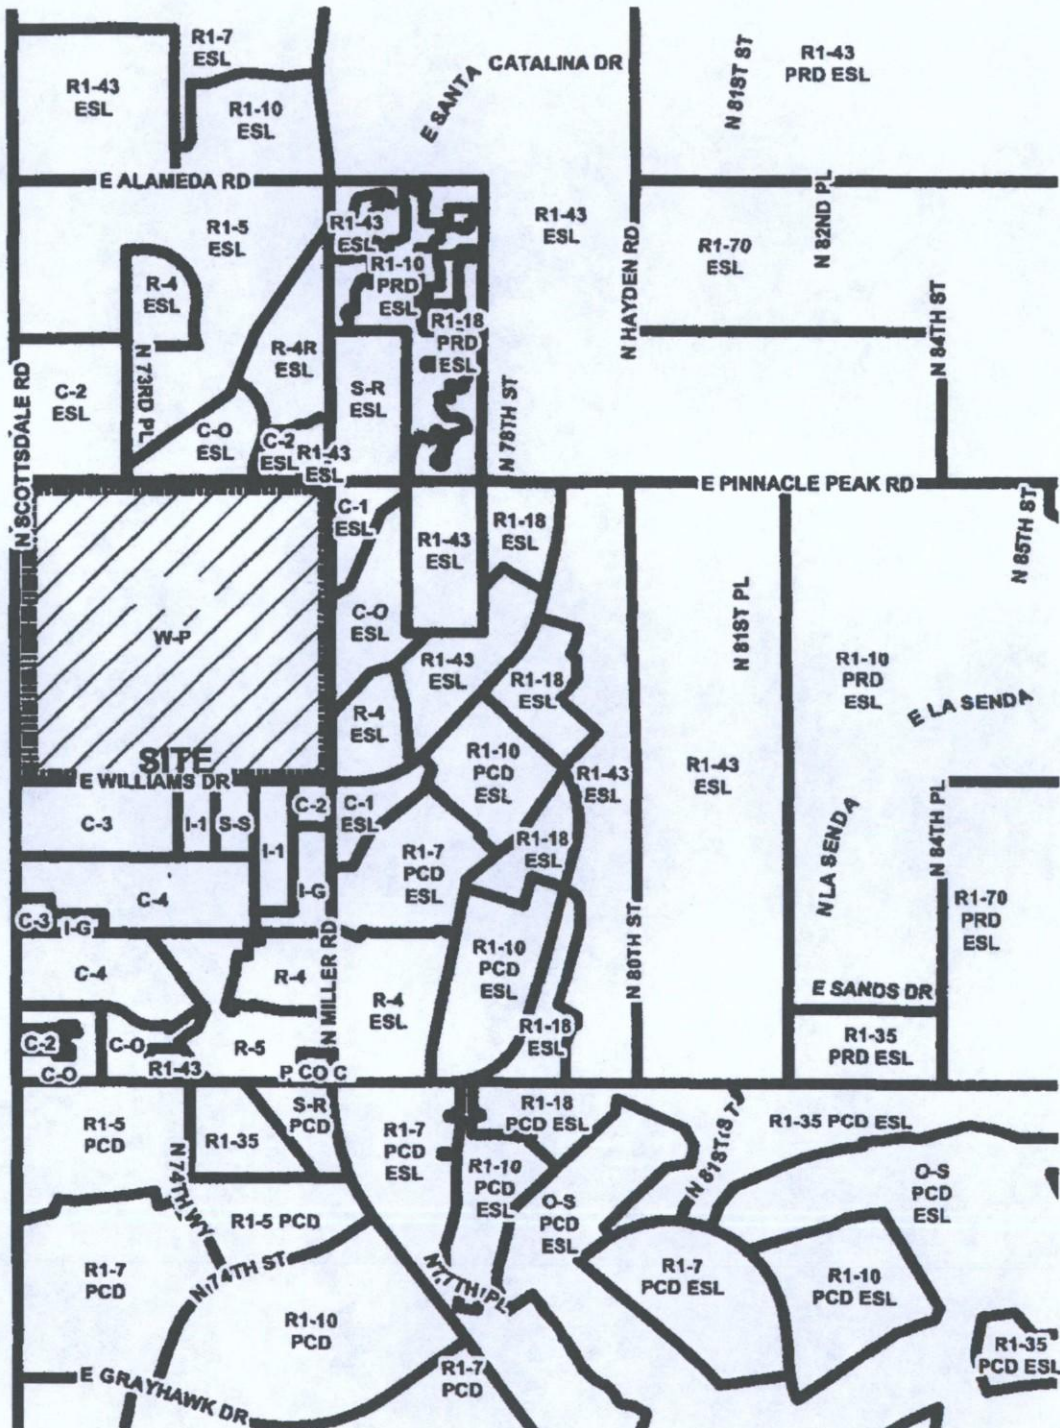 R1-7
ESL
R1-43
ESL
R1-10
ESL
E SANTA
CATALINA DR
N 81ST ST
R1-43
PRD ESL
E ALAMEDA RD
R1-5
ESL
R1-43
ESL
R1-43
ESL
N HAYDEN RD
R1-70
ESL
N 82ND PL
R-4
ESL
R1-10
PRD
ESL
R1-18
PRD
ESL
N 84TH ST
N SCOTTSDALE RD
C-2
ESL
N 73RD PL
R-4R
ESL
S-R
ESL
N 78TH ST
C-O
ESL
C-2
ESL
R1-43
ESL
E PINNACLE PEAK RD
C-1
ESL
R1-43
ESL
R1-18
ESL
N 85TH ST
W-P
C-O
ESL
R1-43
ESL
R1-18
ESL
N 81ST PL
R1-10
PRD
ESL
E LA SENDA
R-4
ESL
SITE
E WILLIAMS DR
R1-10
PCD
ESL
R1-43
ESL
R1-43
ESL
C-3
I-1
S-S
I-1
C-2
C-1
ESL
R1-18
ESL
N LA SENDA
N 84TH PL
C-4
I-G
R1-7
PCD
ESL
R1-70
PRD
ESL
C-3
I-G
C-4
R-4
N MILLER RD
R-4
ESL
R1-10
PCD
ESL
N 80TH ST
E SANDS DR
C-2
C-O
C-O
R1-43
R-5
P CO C
R1-18
ESL
R1-35
PRD ESL
R1-5
PCD
R1-35
S-R
PCD
R1-7
PCD
ESL
R1-18
PCD ESL
N 81ST ST
R1-35 PCD ESL
N 74TH WY
R1-5 PCD
R1-10
PCD
ESL
O-S
PCD
ESL
O-S
PCD
ESL
R1-7
PCD
N 74TH ST
R1-10
PCD
N 77TH PL
R1-7
PCD ESL
R1-10
PCD ESL
R1-7
PCD
R1-35
PCD ESL
E GRAYHAWK DR